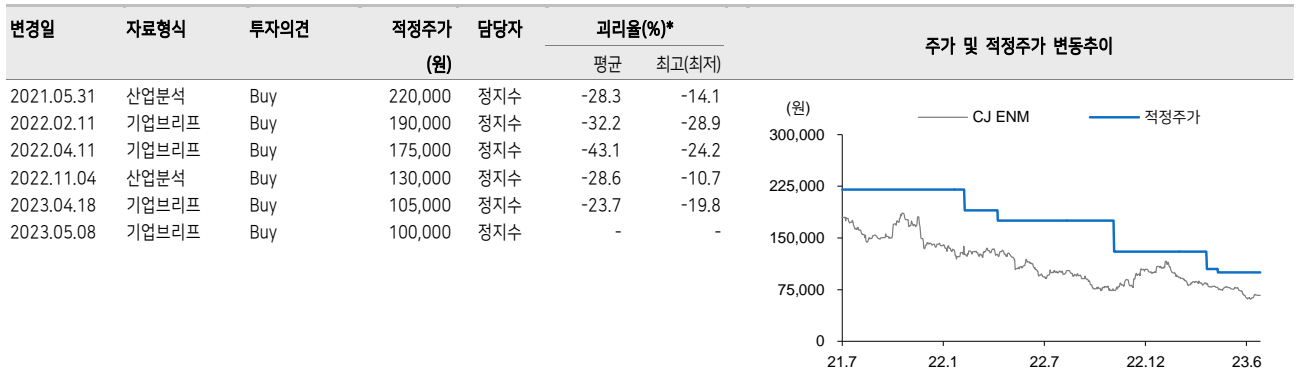 변경일 자료형식 투자의견 적정주가 담당자 괴리율(%)*
(원) 평균 최고(최저)
2021.05.31 산업분석 Buy 220,000 정지수 -28.3 -14.1
2022.02.11 기업브리프 Buy 190,000 정지수 -32.2 -28.9
2022.04.11 기업브리프 Buy 175,000 정지수 -43.1 -24.2
2022.11.04 산업분석 Buy 130,000 정지수 -28.6 -10.7
2023.04.18 기업브리프 Buy 105,000 정지수 -23.7 -19.8
2023.05.08 기업브리프 Buy 100,000 정지수 - -
주가 및 적정주가 변동추이
(원)
CJ ENM 적정주가
300,000
225,000
150,000
75,000
0
21.7 22.1 22.7 22.12 23.6